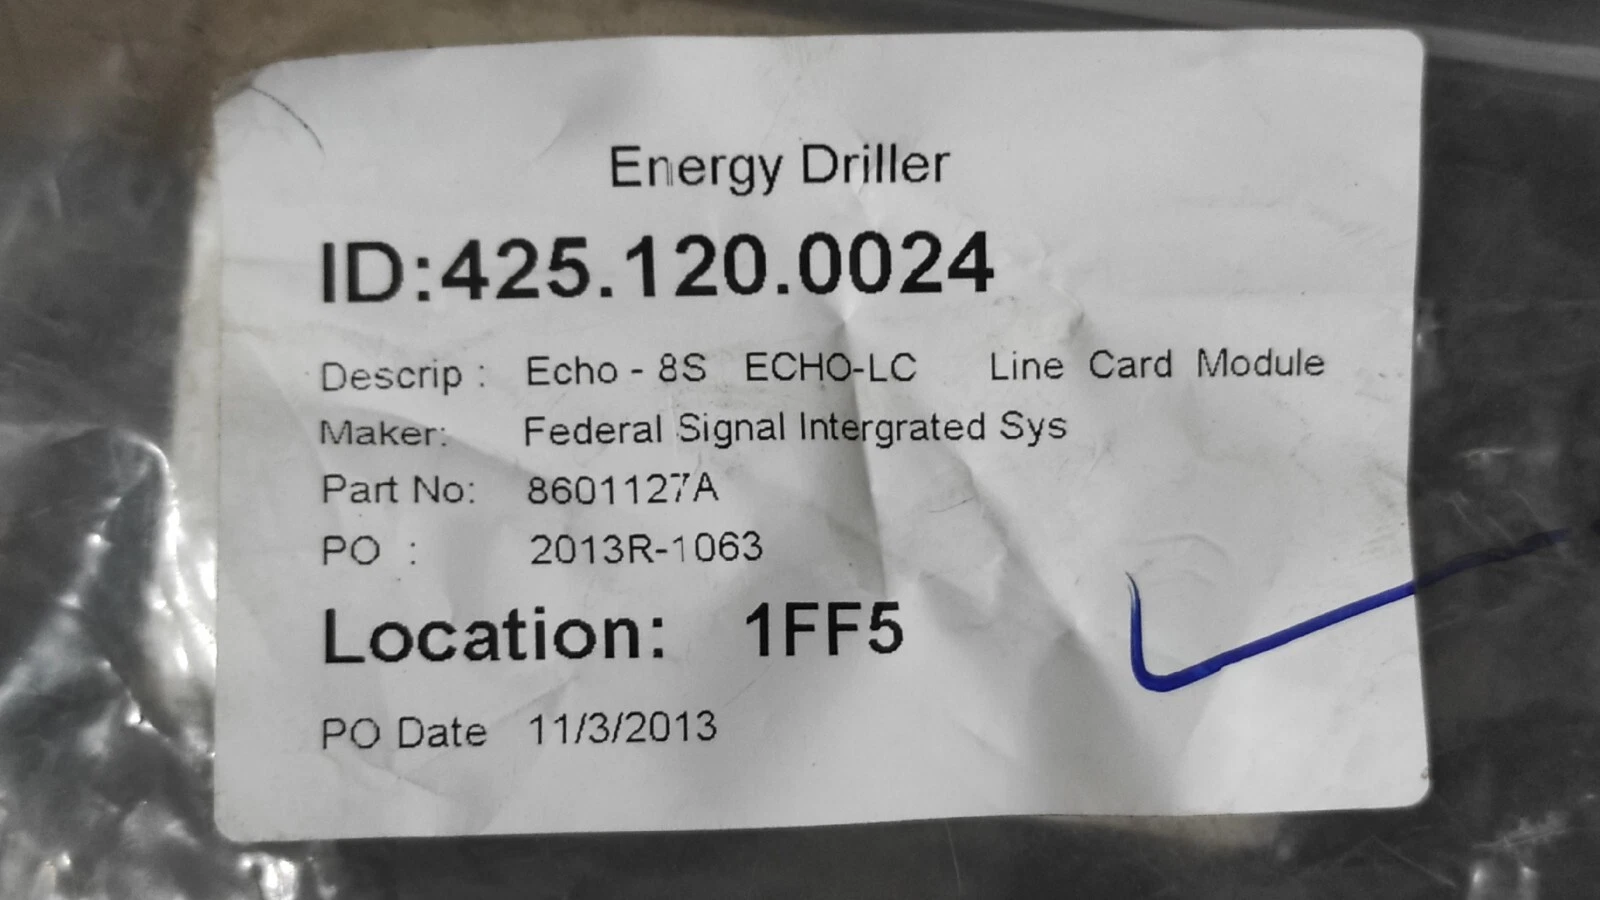 Energy Driller
ID:425.120.0024
Descrip : Echo - 8S ECHO-LC Line Card Module
Maker: Federal Signal Intergrated Sys
Part No: 8601127A
PO : 2013R-1063
Location: 1FF5
PO Date 11/3/2013